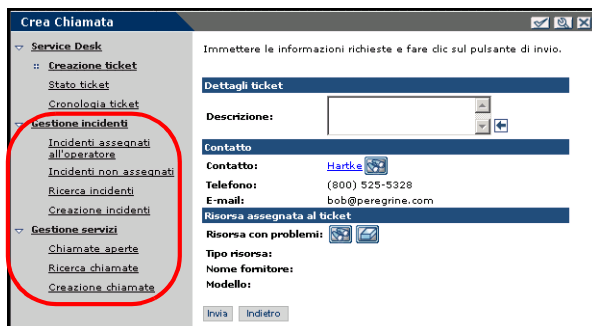 Crea Chiamata
Service Desk
Creazione ticket
Stato ticket
Cronologia ticket
Gestione incidenti
Incidenti assegnati
all'operatore
Incidenti non assegnati
Ricerca incidenti
Creazione incidenti
Gestione servizi
Chiamate aperte
Ricerca chiamate
Creazione chiamate
Immettere le informazioni richieste e fare clic sul pulsante di invio.
Dettagli ticket
Descrizione:
Contatto
Contatto: Hartke
Telefono: (800) 525-5328
E-mail: bob@peregrine.com
Risorsa assegnata al ticket
Risorsa con problemi:
Tipo risorsa:
Nome fornitore:
Modello:
Invia Indietro